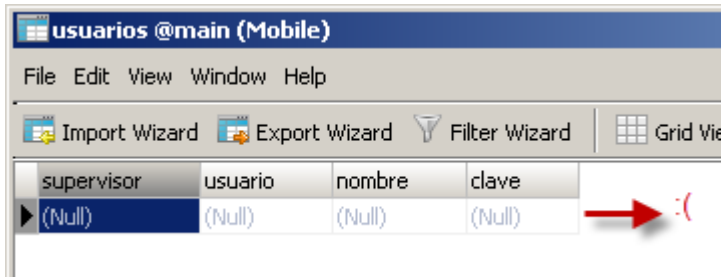 usuarios @main (Mobile)
File Edit View Window Help
Import Wizard Export Wizard Filter Wizard Grid Vie
supervisor usuario nombre clave
(Null) (Null) (Null) (Null) :(